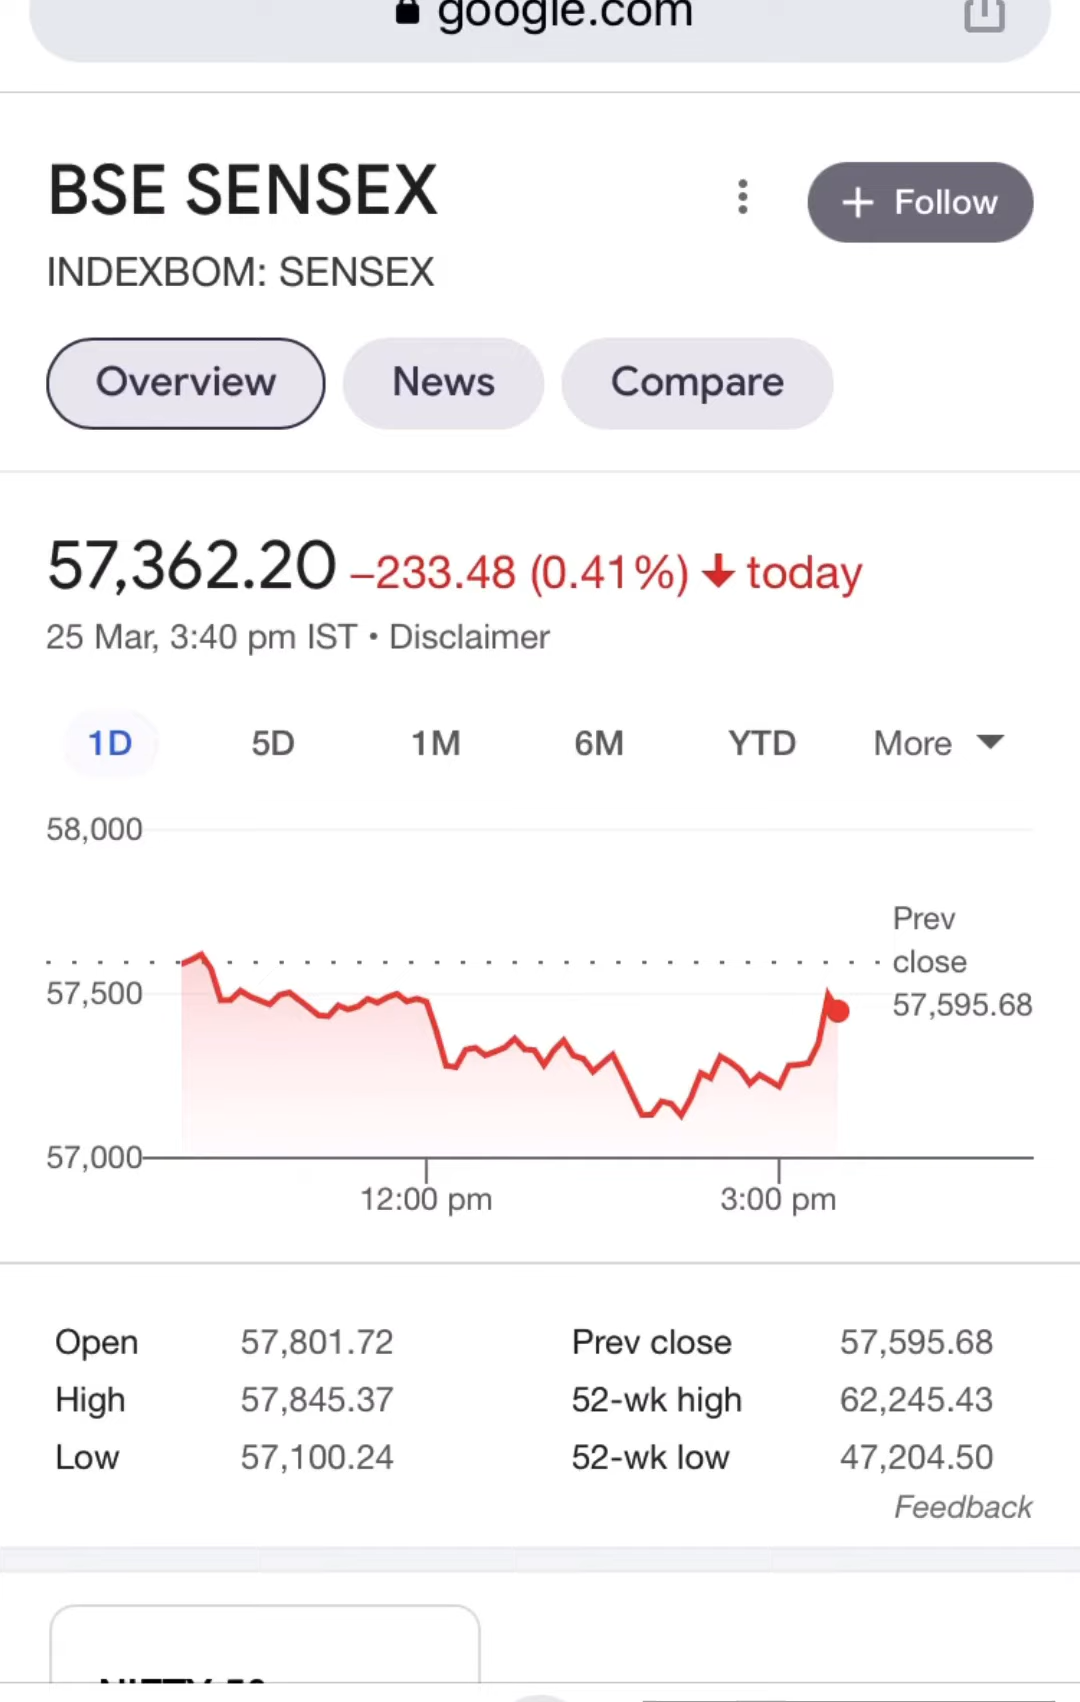 google.com
BSE SENSEX
+ Follow
INDEXBOM: SENSEX
Overview
News
Compare
57,362.20 –233.48 (0.41%) ↓ today
25 Mar, 3:40 pm IST • Disclaimer
1D 5D 1M 6M YTD More
58,000
57,500
57,000
Prev
close
57,595.68
12:00 pm 3:00 pm
Open 57,801.72 Prev close 57,595.68
High 57,845.37 52-wk high 62,245.43
Low 57,100.24 52-wk low 47,204.50
Feedback